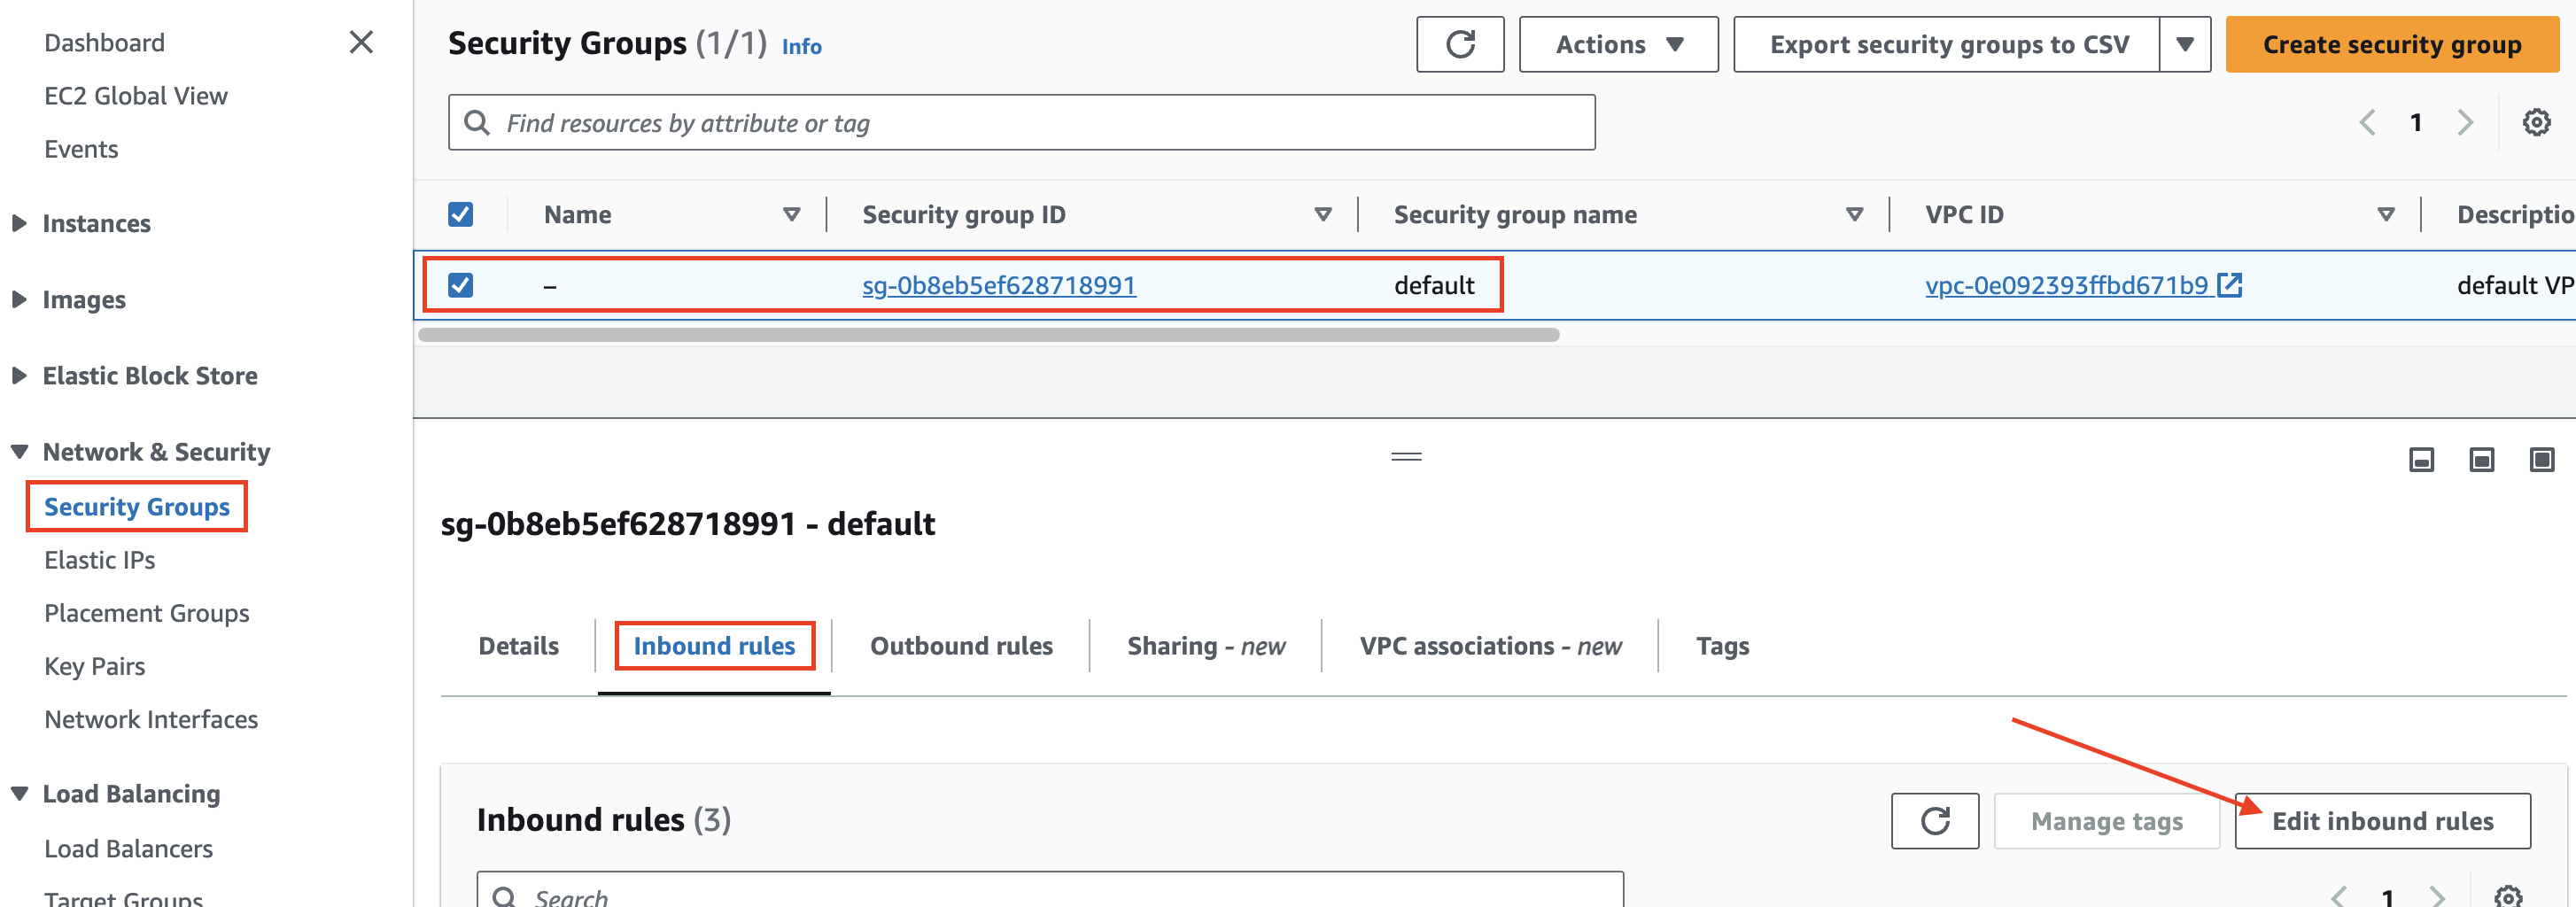 Dashboard
EC2 Global View
Events
Instances
Images
Elastic Block Store
Network & Security
Security Groups
Elastic IPs
Placement Groups
Key Pairs
Network Interfaces
Load Balancing
Load Balancers
Target Groups
Security Groups (1/1) Info
Actions
Export security groups to CSV
Create security group
Find resources by attribute or tag
1
Name Security group ID Security group name VPC ID Descriptio
– sg-0b8eb5ef628718991 default vpc-0e092393ffbd671b9 default VP
sg-0b8eb5ef628718991 - default
Details Inbound rules Outbound rules Sharing - new VPC associations - new Tags
Inbound rules (3)
Manage tags
Edit inbound rules
Search
1